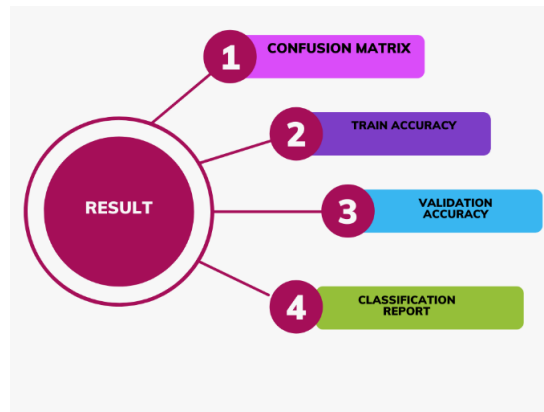 1
CONFUSION MATRIX
2
TRAIN ACCURACY
RESULT
3
VALIDATION
ACCURACY
4
CLASSIFICATION
REPORT